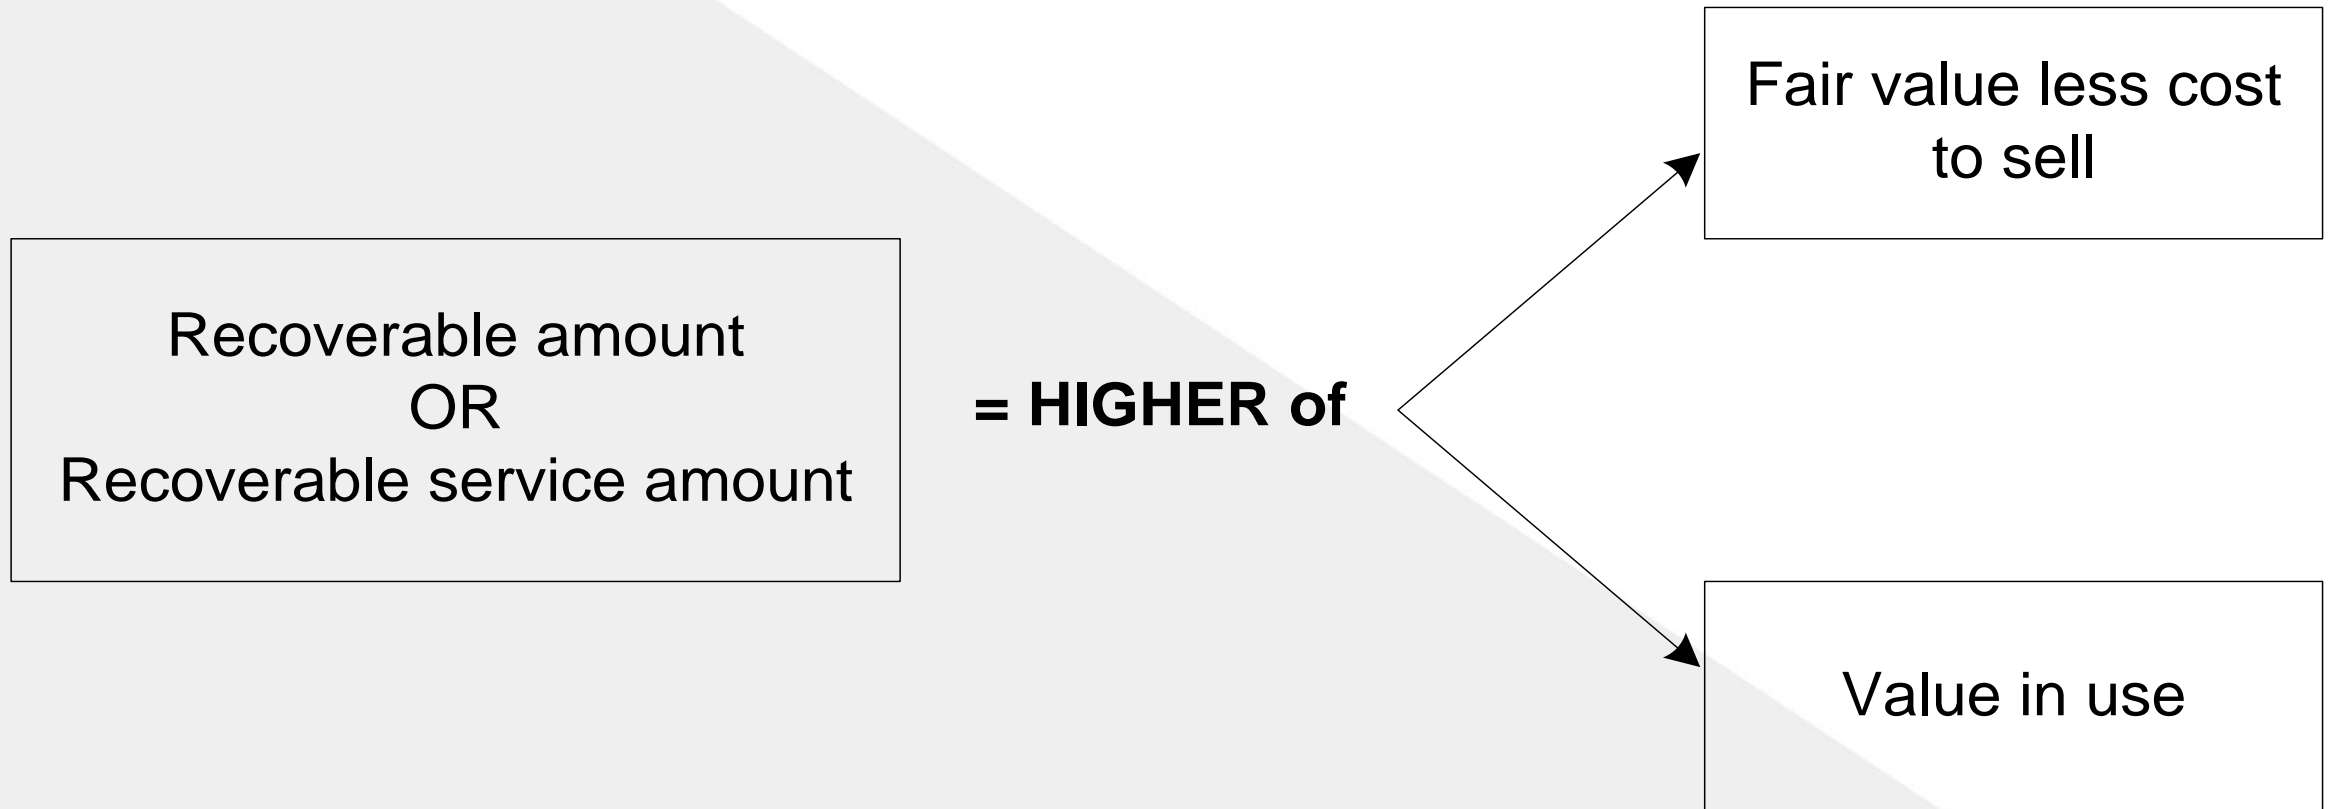 Recoverable amount
OR
Recoverable service amount
= HIGHER of
Fair value less cost
to sell
Value in use